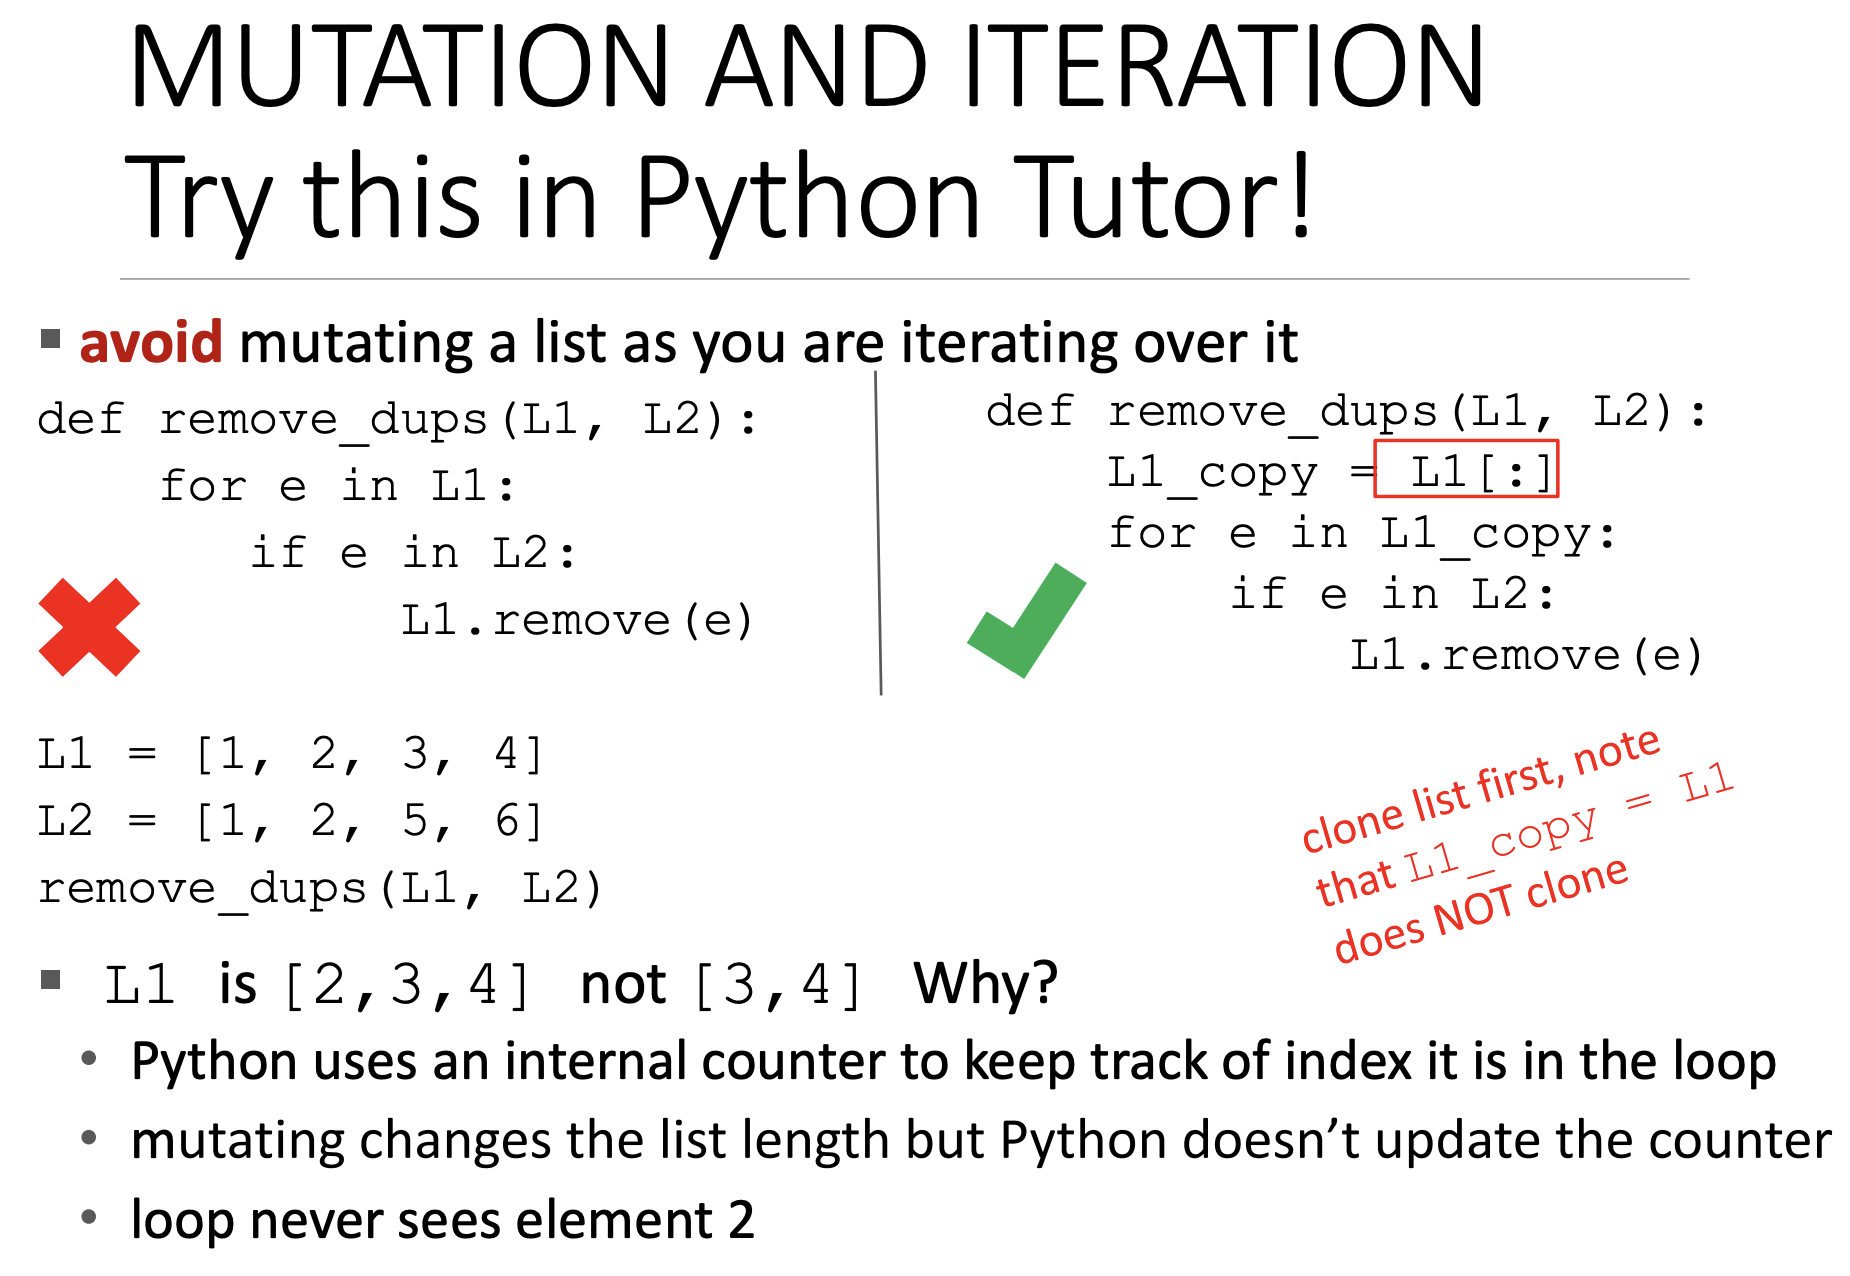 MUTATION AND ITERATION
Try this in Python Tutor!
▪ avoid mutating a list as you are iterating over it
def remove_dups(L1, L2):
    for e in L1:
       if e in L2:
            L1.remove(e)
def remove_dups(L1, L2):
    L1_copy = L1[:]
    for e in L1_copy:
        if e in L2:
            L1.remove(e)
L1 = [1, 2, 3, 4]
L2 = [1, 2, 5, 6]
remove_dups(L1, L2)
clone list first, note
that L1_copy = L1
does NOT clone
▪ L1 is [2,3,4] not [3,4] Why?
• Python uses an internal counter to keep track of index it is in the loop
• mutating changes the list length but Python doesn’t update the counter
• loop never sees element 2